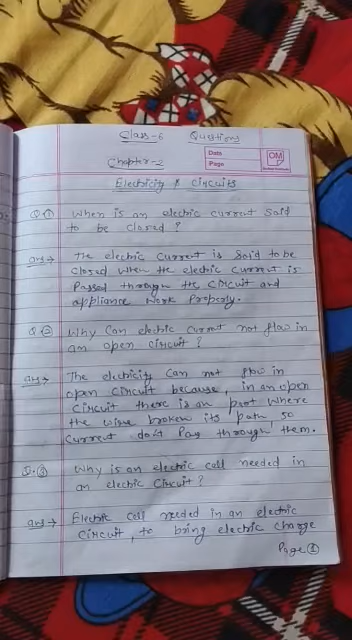 Class-6 Questions
Chapter-2
Date
Page
OM
Electricity & Circuits
Q.① When is an electric current said
to be closed?
ans→ The electric current is said to be
closed when the electric current is
passed through the circuit and
appliance work properly.
Q.② Why can electric current not flow in
an open circuit?
ans→ The electricity can not flow in
open circuit because, in an open
circuit there is an part where
the wire broken its path, so
current don't pass through them.
Q.③ Why is an electric cell needed in
an electric circuit?
ans→ Electric cell needed in an electric
circuit, to bring electric charge
Page ①